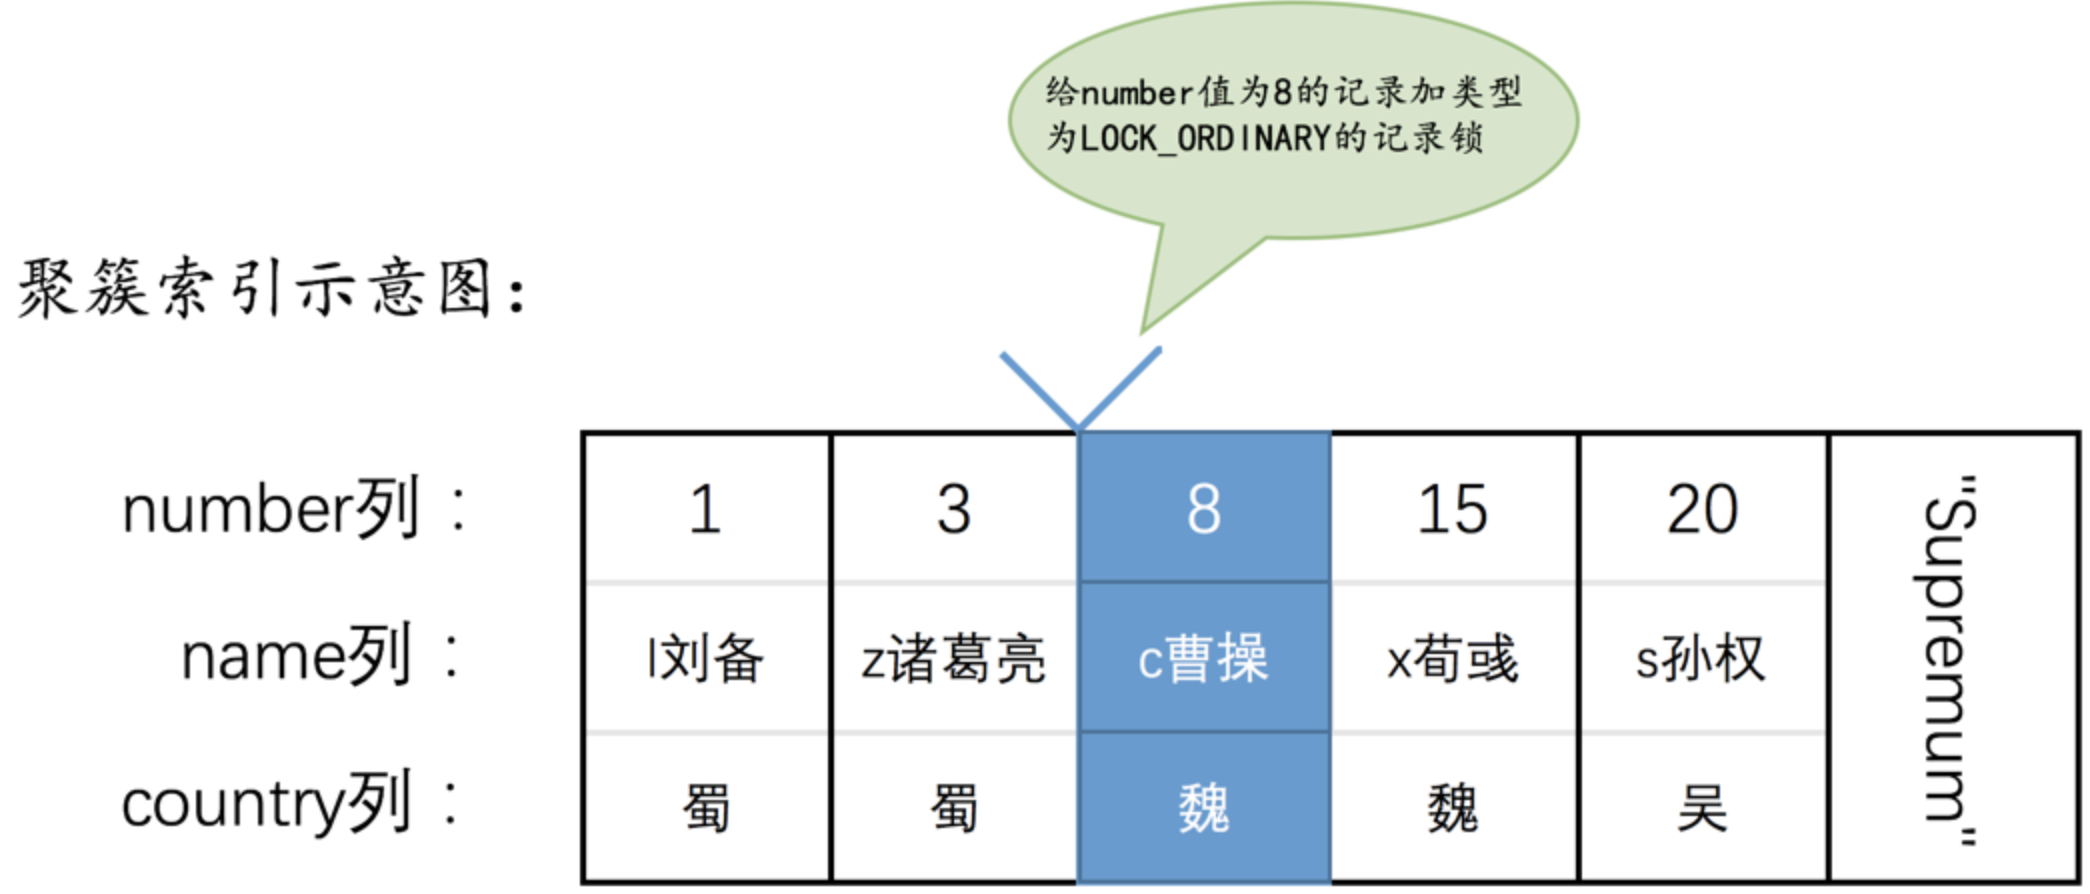 给number值为8的记录加类型
为LOCK_ORDINARY的记录锁
聚簇索引示意图：
number列： 1 3 8 15 20
name列： l刘备 z诸葛亮 c曹操 x荀彧 s孙权
country列： 蜀 蜀 魏 魏 吴
"Supremum"